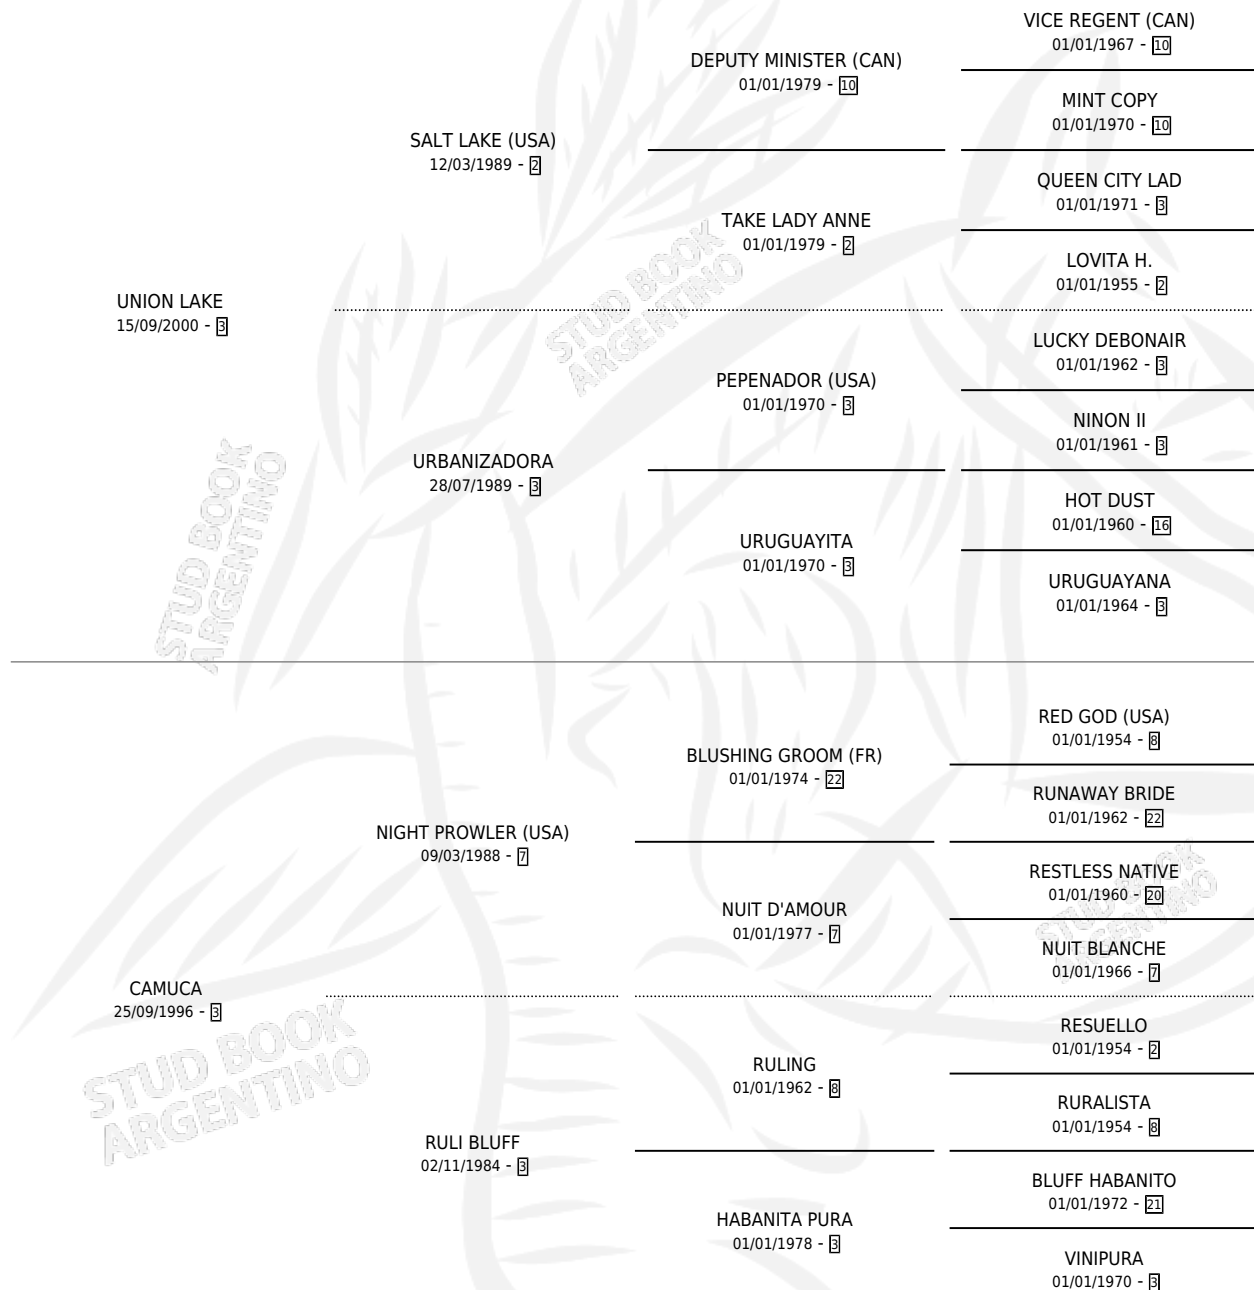 VICE REGENT (CAN)
01/01/1967 - 10
DEPUTY MINISTER (CAN)
01/01/1979 - 10
MINT COPY
01/01/1970 - 10
SALT LAKE (USA)
12/03/1989 - 2
QUEEN CITY LAD
01/01/1971 - 3
TAKE LADY ANNE
01/01/1979 - 2
LOVITA H.
01/01/1955 - 2
UNION LAKE
15/09/2000 - 3
LUCKY DEBONAIR
01/01/1962 - 3
PEPENADOR (USA)
01/01/1970 - 3
NINON II
01/01/1961 - 3
URBANIZADORA
28/07/1989 - 3
HOT DUST
01/01/1960 - 16
URUGUAYITA
01/01/1970 - 3
URUGUAYANA
01/01/1964 - 3
RED GOD (USA)
01/01/1954 - 8
BLUSHING GROOM (FR)
01/01/1974 - 22
RUNAWAY BRIDE
01/01/1962 - 22
NIGHT PROWLER (USA)
09/03/1988 - 7
RESTLESS NATIVE
01/01/1960 - 20
NUIT D'AMOUR
01/01/1977 - 7
NUIT BLANCHE
01/01/1966 - 7
CAMUCA
25/09/1996 - 3
RESUELLO
01/01/1954 - 2
RULING
01/01/1962 - 8
RURALISTA
01/01/1954 - 8
RULI BLUFF
02/11/1984 - 3
BLUFF HABANITO
01/01/1972 - 21
HABANITA PURA
01/01/1978 - 3
VINIPURA
01/01/1970 - 3
STUD BOOK
ARGENTINO
STUD BOOK
ARGENTINO
STUD BOOK
ARGENTINO
STUD BOOK
ARGENTINO